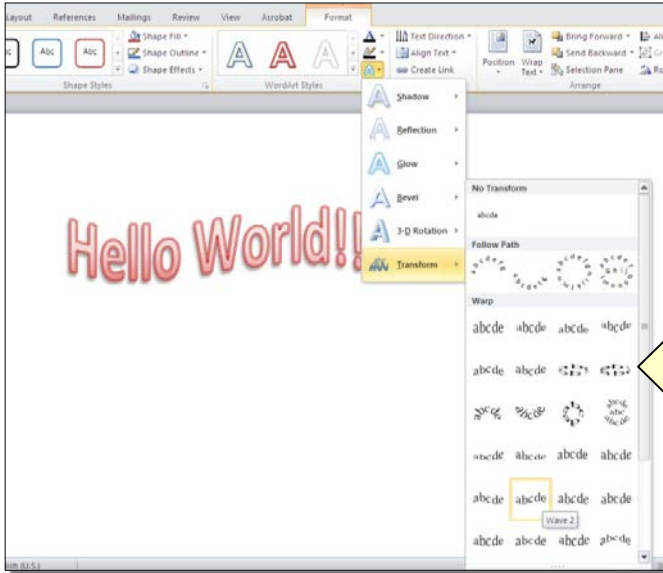 Layout References Mailings Review View Acrobat Format
Abc Abc
Shape Fill
Shape Outline
Shape Effects
Shape Styles
A A A
WordArt Styles
Text Direction
Align Text
Create Link
Position
Wrap Text
Bring Forward
Send Backward
Selection Pane
Arrange
Shadow
Reflection
Glow
Bevel
3-D Rotation
Transform
Hello World!!
No Transform
abcde
Follow Path
Warp
abcde abcde abcde abcde
abcde abcde
abcde abcde abcde abcde
abcde abcde abcde abcde
Wave 2
abcde abcde abcde abcde
(U.S.)